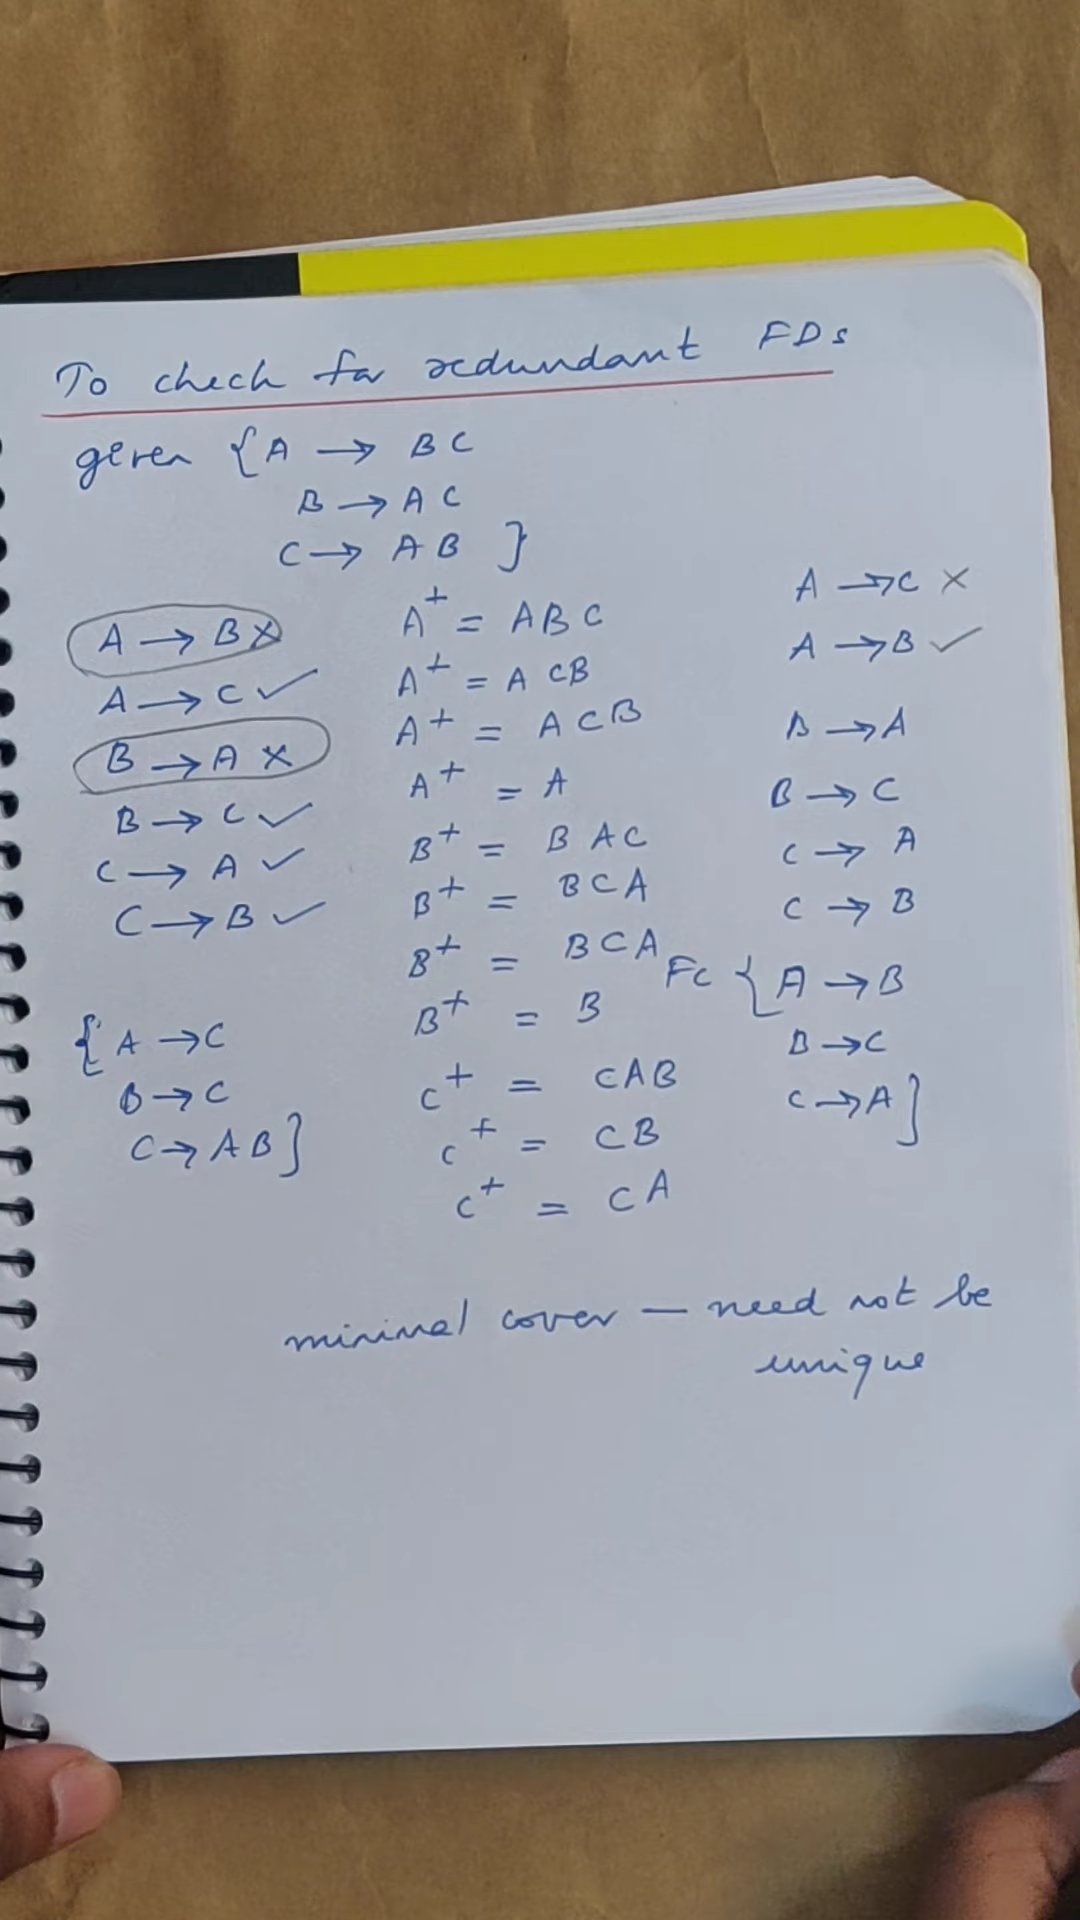 To check for redundant FDs
given {A → BC
B → AC
C → AB }
A → B ×
A → C ✓
B → A ×
B → C ✓
C → A ✓
C → B ✓
{A → C
B → C
C → AB}
A⁺ = ABC
A⁺ = ACB
A⁺ = ACB
A⁺ = A
B⁺ = BAC
B⁺ = BCA
B⁺ = BCA
B⁺ = B
C⁺ = CAB
C⁺ = CB
C⁺ = CA
A → C ×
A → B ✓
B → A
B → C
C → A
C → B
Fc {A → B
B → C
C → A}
minimal cover — need not be
unique